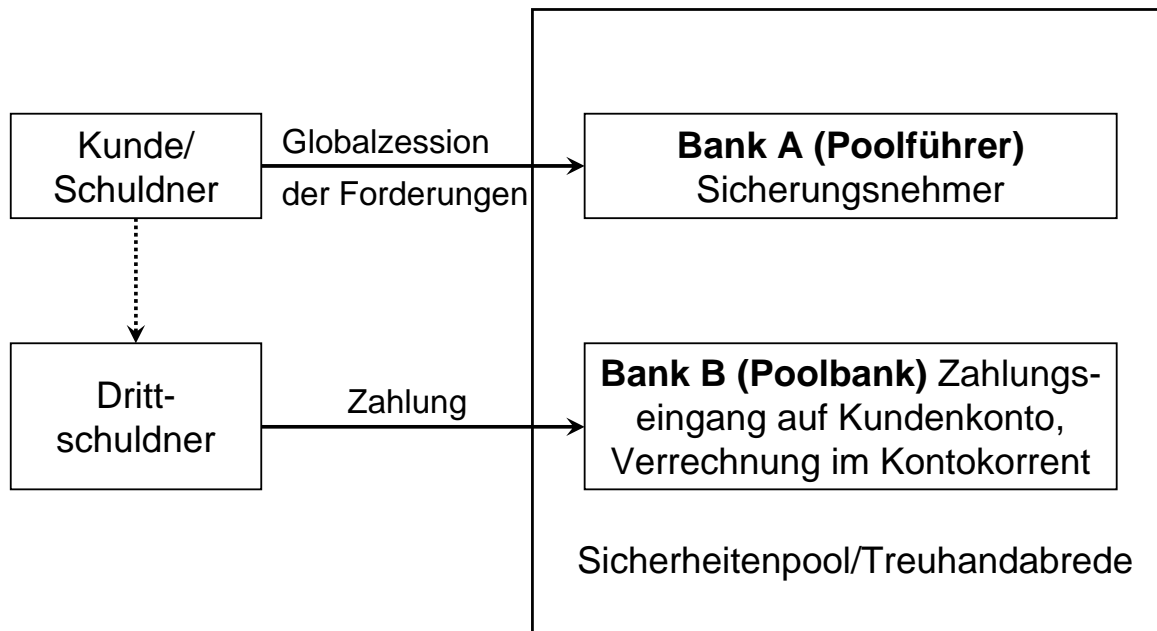 Kunde/
Schuldner
Globalzession
der Forderungen
Bank A (Poolführer)
Sicherungsnehmer
Dritt-
schuldner
Zahlung
Bank B (Poolbank) Zahlungs-
eingang auf Kundenkonto,
Verrechnung im Kontokorrent
Sicherheitenpool/Treuhandabrede